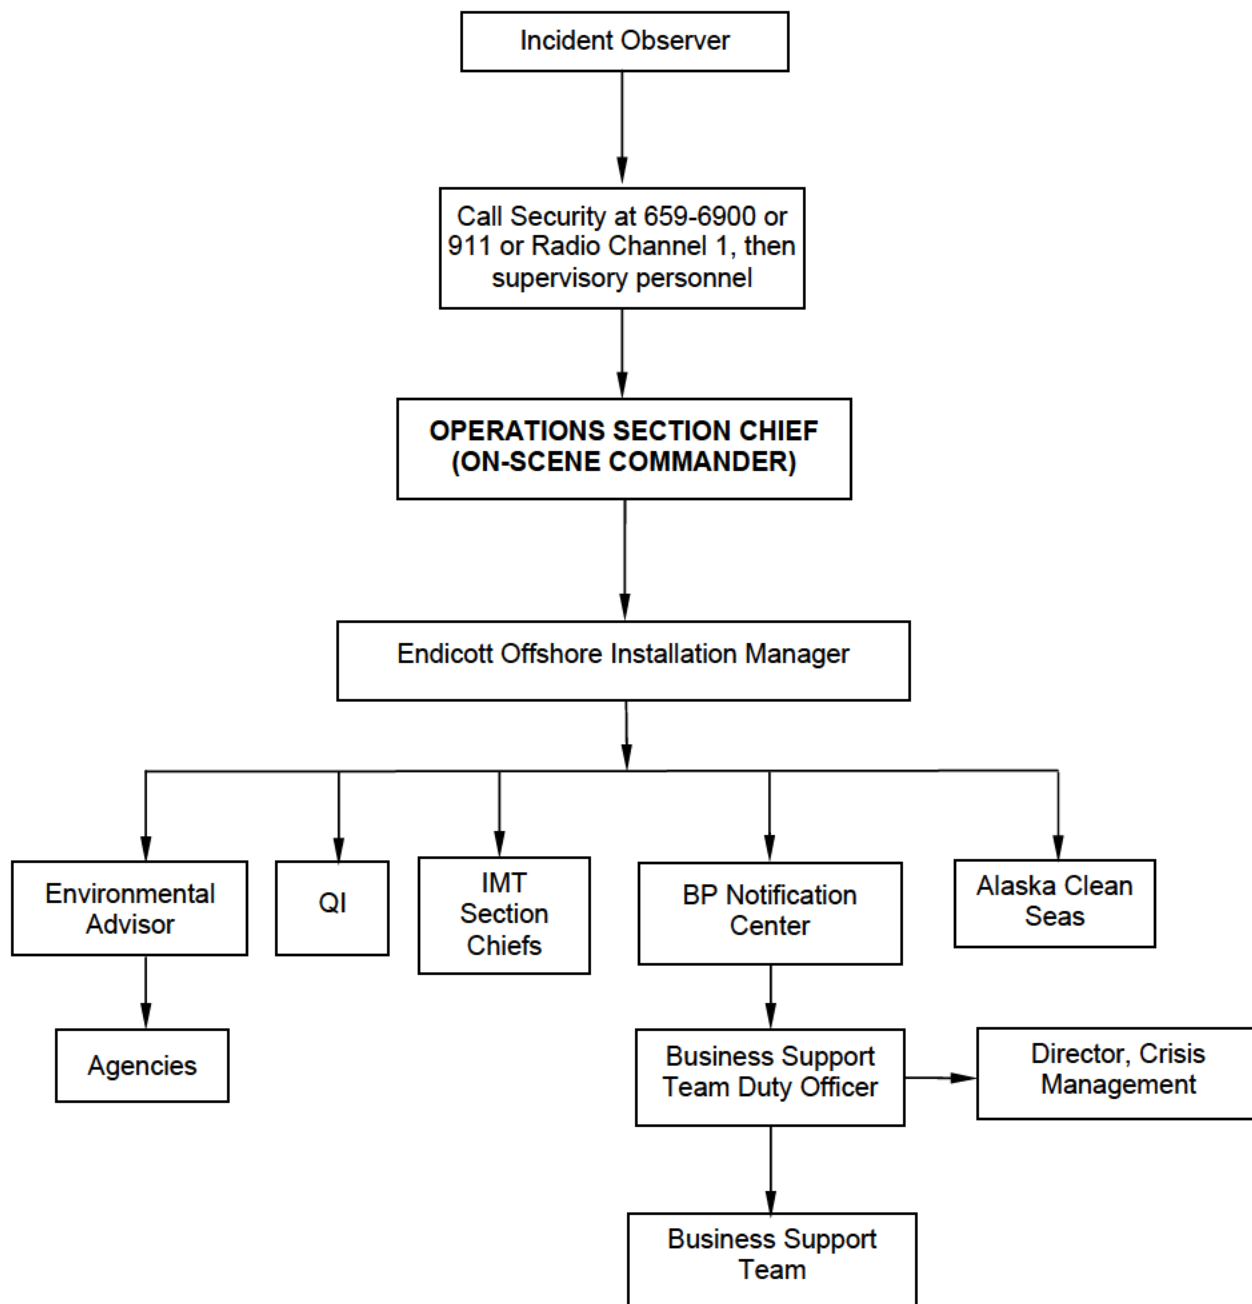 Incident Observer
Call Security at 659-6900 or
911 or Radio Channel 1, then
supervisory personnel
OPERATIONS SECTION CHIEF
(ON-SCENE COMMANDER)
Endicott Offshore Installation Manager
Environmental
Advisor
QI
IMT
Section
Chiefs
BP Notification
Center
Alaska Clean
Seas
Agencies
Business Support
Team Duty Officer
Director, Crisis
Management
Business Support
Team